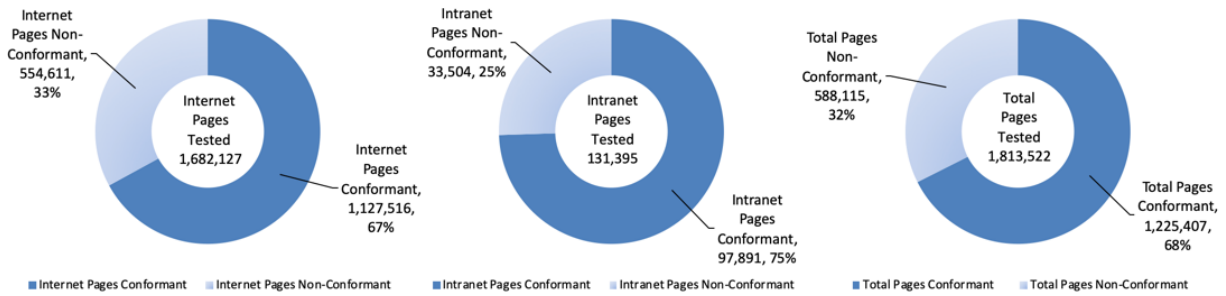 Internet
Pages Non-
Conformant,
554,611,
33%
Internet
Pages
Tested
1,682,127
Internet
Pages
Conformant,
1,127,516,
67%
Internet Pages Conformant
Internet Pages Non-Conformant
Intranet
Pages Non-
Conformant,
33,504, 25%
Intranet
Pages
Tested
131,395
Intranet
Pages
Conformant,
97,891, 75%
Intranet Pages Conformant
Intranet Pages Non-Conformant
Total Pages
Non-
Conformant,
588,115,
32%
Total
Pages
Tested
1,813,522
Total Pages
Conformant,
1,225,407,
68%
Total Pages Conformant
Total Pages Non-Conformant